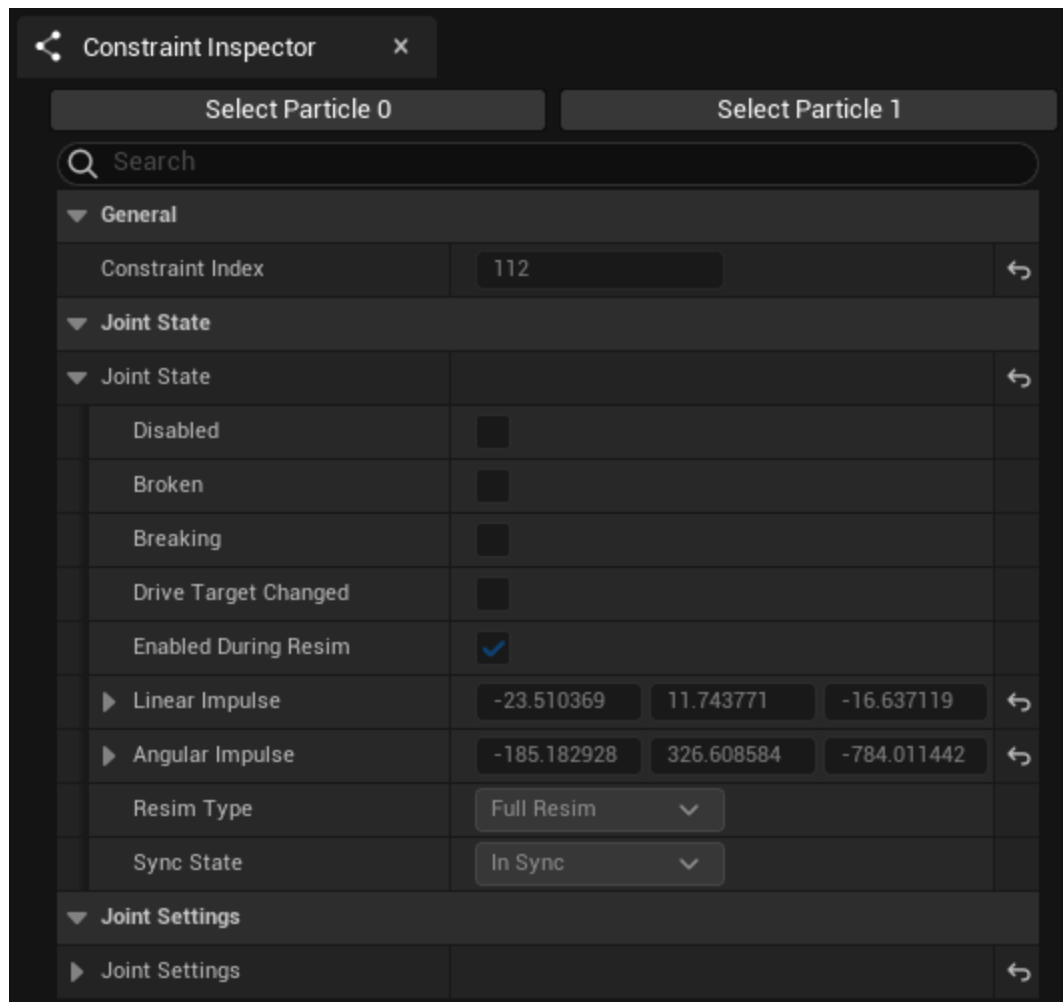 Constraint Inspector
Select Particle 0 Select Particle 1
Search
General
Constraint Index 112
Joint State
Joint State
Disabled
Broken
Breaking
Drive Target Changed
Enabled During Resim
Linear Impulse -23.510369 11.743771 -16.637119
Angular Impulse -185.182928 326.608584 -784.011442
Resim Type Full Resim
Sync State In Sync
Joint Settings
Joint Settings